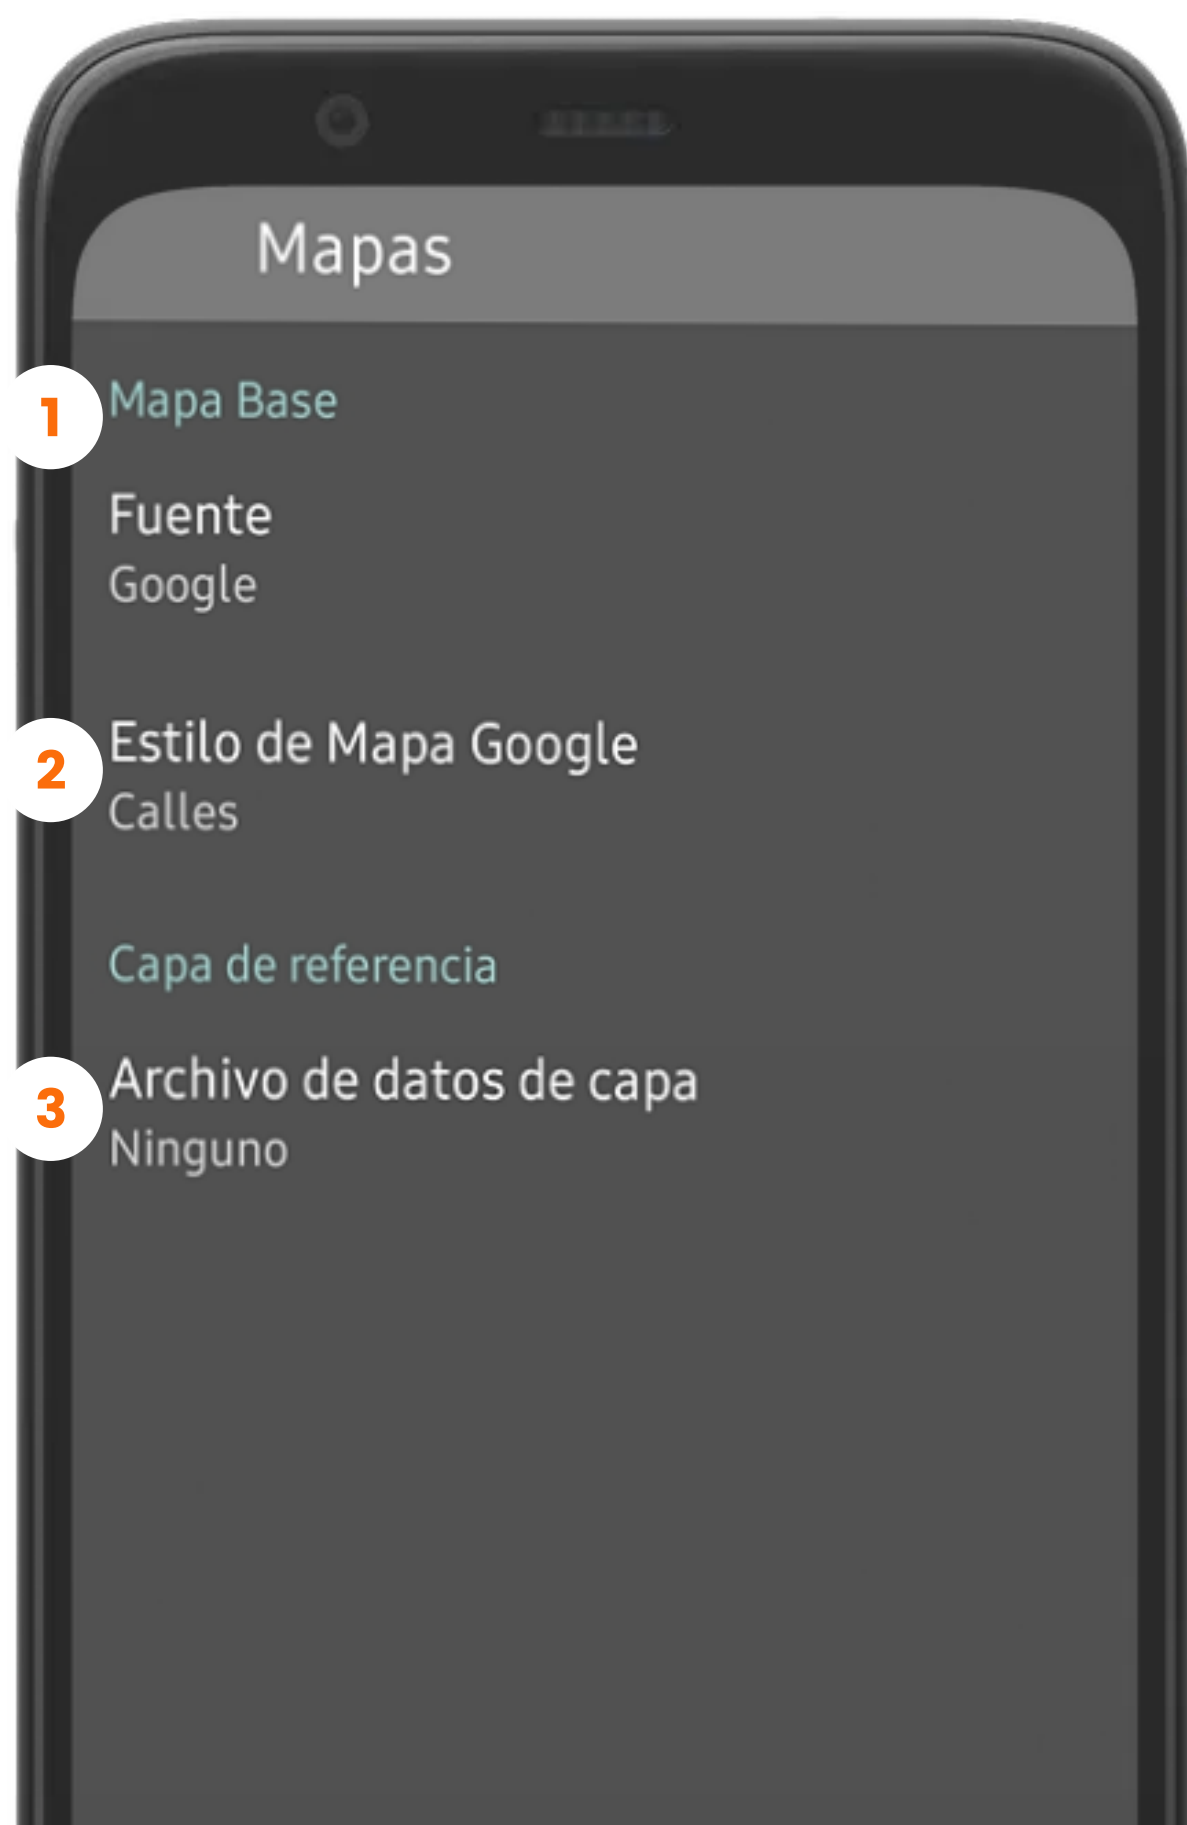 Mapas
1
Mapa Base
Fuente
Google
2
Estilo de Mapa Google
Calles
Capa de referencia
3
Archivo de datos de capa
Ninguno